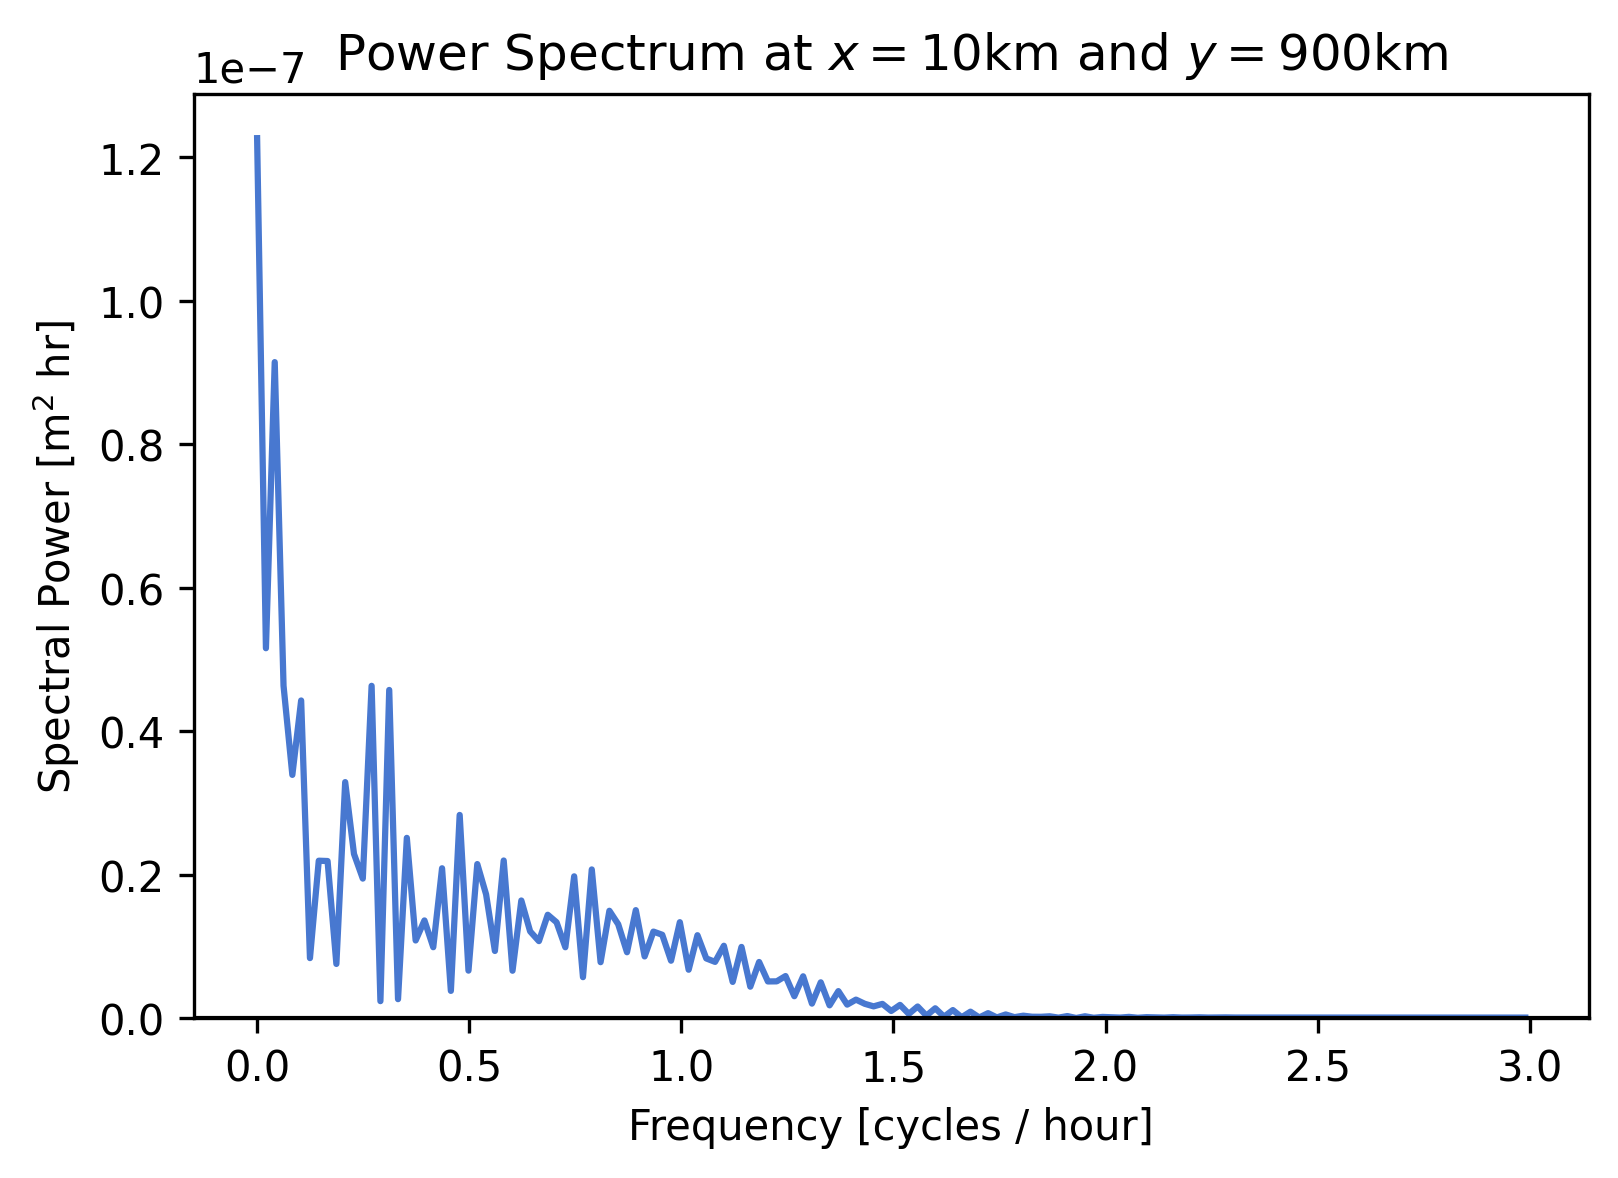 Power Spectrum at x = 10km and y = 900km
1e−7
1.2
1.0
0.8
0.6
0.4
0.2
0.0
Spectral Power [m² hr]
0.0 0.5 1.0 1.5 2.0 2.5 3.0
Frequency [cycles / hour]